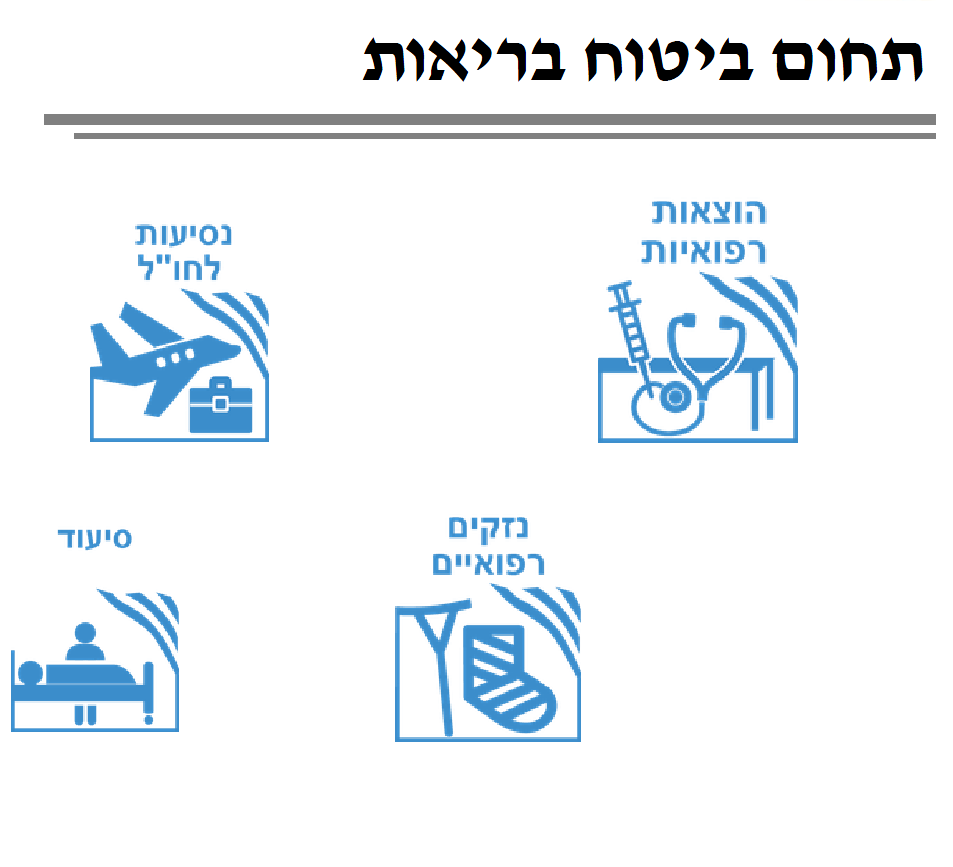 תחום ביטוח בריאות
הוצאות
רפואיות
נסיעות
לחו"ל
נזקים
רפואיים
סיעוד